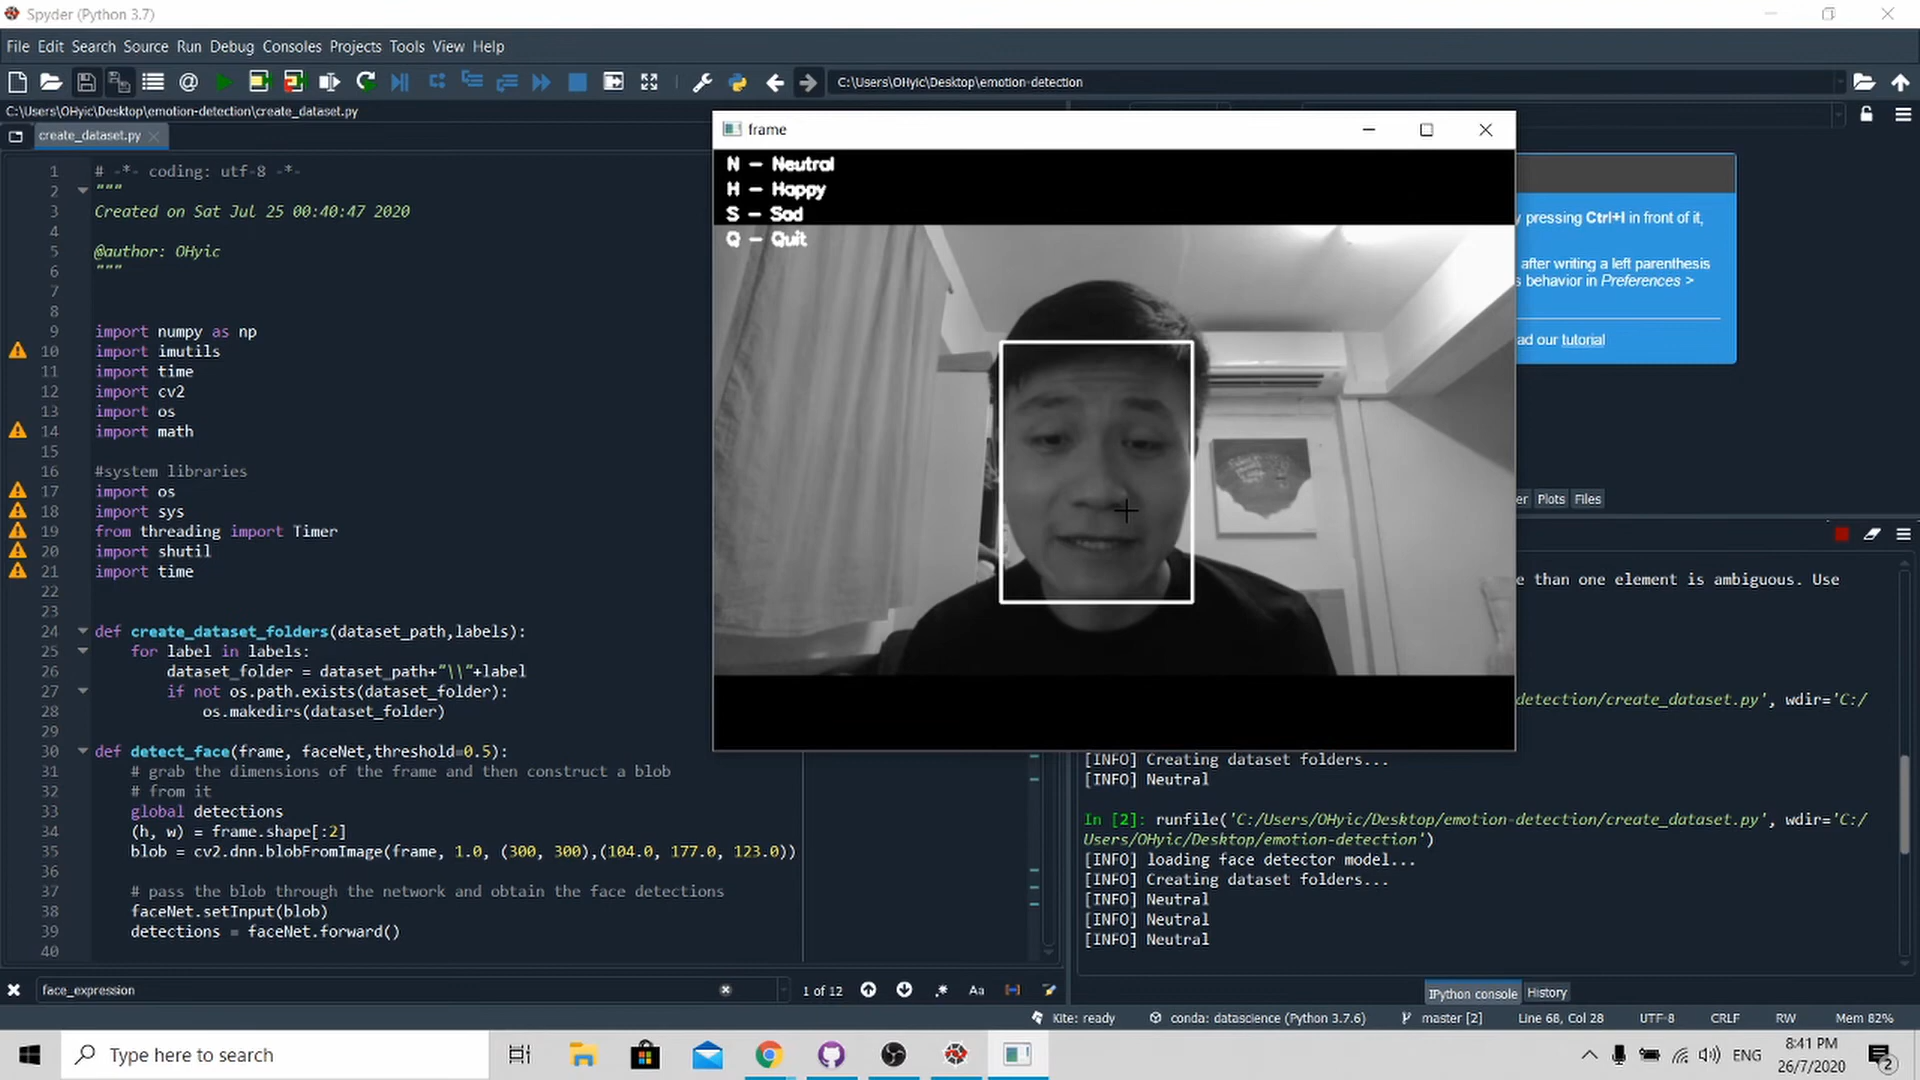 Spyder (Python 3.7)
File Edit Search Source Run Debug Consoles Projects Tools View Help
C:\Users\OHyic\Desktop\emotion-detection
C:\Users\OHyic\Desktop\emotion-detection\create_dataset.py
create_dataset.py
1 # -*- coding: utf-8 -*-
2 """
3 Created on Sat Jul 25 00:40:47 2020
4
5 @author: OHyic
6 """
7
8
9 import numpy as np
10 import imutils
11 import time
12 import cv2
13 import os
14 import math
15
16 #system libraries
17 import os
18 import sys
19 from threading import Timer
20 import shutil
21 import time
22
23
24 def create_dataset_folders(dataset_path,labels):
25 for label in labels:
26 dataset_folder = dataset_path+"\\"+label
27 if not os.path.exists(dataset_folder):
28 os.makedirs(dataset_folder)
29
30 def detect_face(frame, faceNet,threshold=0.5):
31 # grab the dimensions of the frame and then construct a blob
32 # from it
33 global detections
34 (h, w) = frame.shape[:2]
35 blob = cv2.dnn.blobFromImage(frame, 1.0, (300, 300),(104.0, 177.0, 123.0))
36
37 # pass the blob through the network and obtain the face detections
38 faceNet.setInput(blob)
39 detections = faceNet.forward()
40
face_expression
1 of 12
Aa
frame
N - Neutral
H - Happy
S - Sad
Q - Quit
y pressing Ctrl+I in front of it,
after writing a left parenthesis
s behavior in Preferences >
ad our tutorial
er Plots Files
e than one element is ambiguous. Use
detection/create_dataset.py', wdir='C:/
[INFO] Creating dataset folders...
[INFO] Neutral
In [2]: runfile('C:/Users/OHyic/Desktop/emotion-detection/create_dataset.py', wdir='C:/
Users/OHyic/Desktop/emotion-detection')
[INFO] loading face detector model...
[INFO] Creating dataset folders...
[INFO] Neutral
[INFO] Neutral
[INFO] Neutral
IPython console History
Kite: ready conda: datascience (Python 3.7.6) master [2] Line 68, Col 28 UTF-8 CRLF RW Mem 82%
Type here to search
ENG
8:41 PM
26/7/2020
2